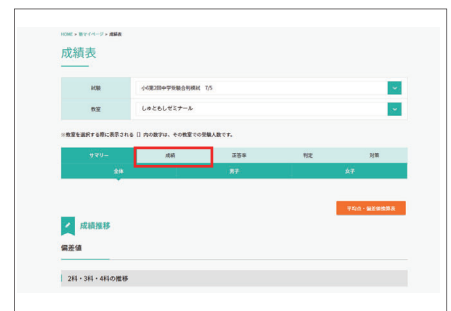 HOME > 塾マイページ > 成績表
成績表
試験 小6第2回中学受験合判模試 7/5
教室 しゅともしゼミナール
※教室を選択する際に表示される [] 内の数字は、その教室での受験人数です。
サマリー 成績 正答率 判定 対策
全体 男子 女子
平均点・偏差値換算表
成績推移
偏差値
2科・3科・4科の推移